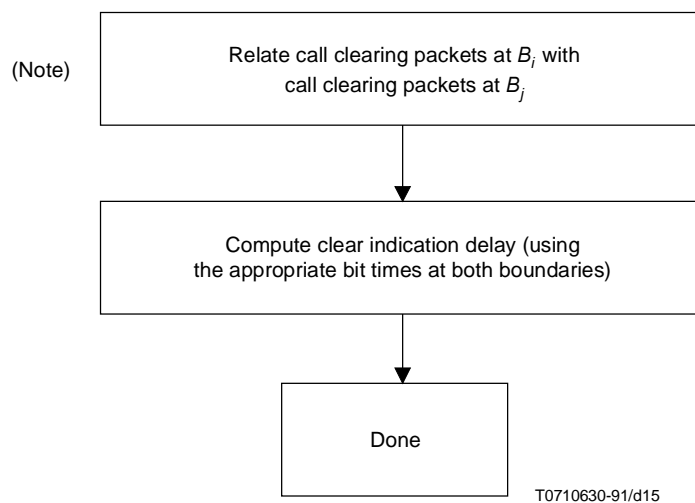 (Note)
Relate call clearing packets at Bi with
call clearing packets at Bj
Compute clear indication delay (using
the appropriate bit times at both boundaries)
Done
T0710630-91/d15